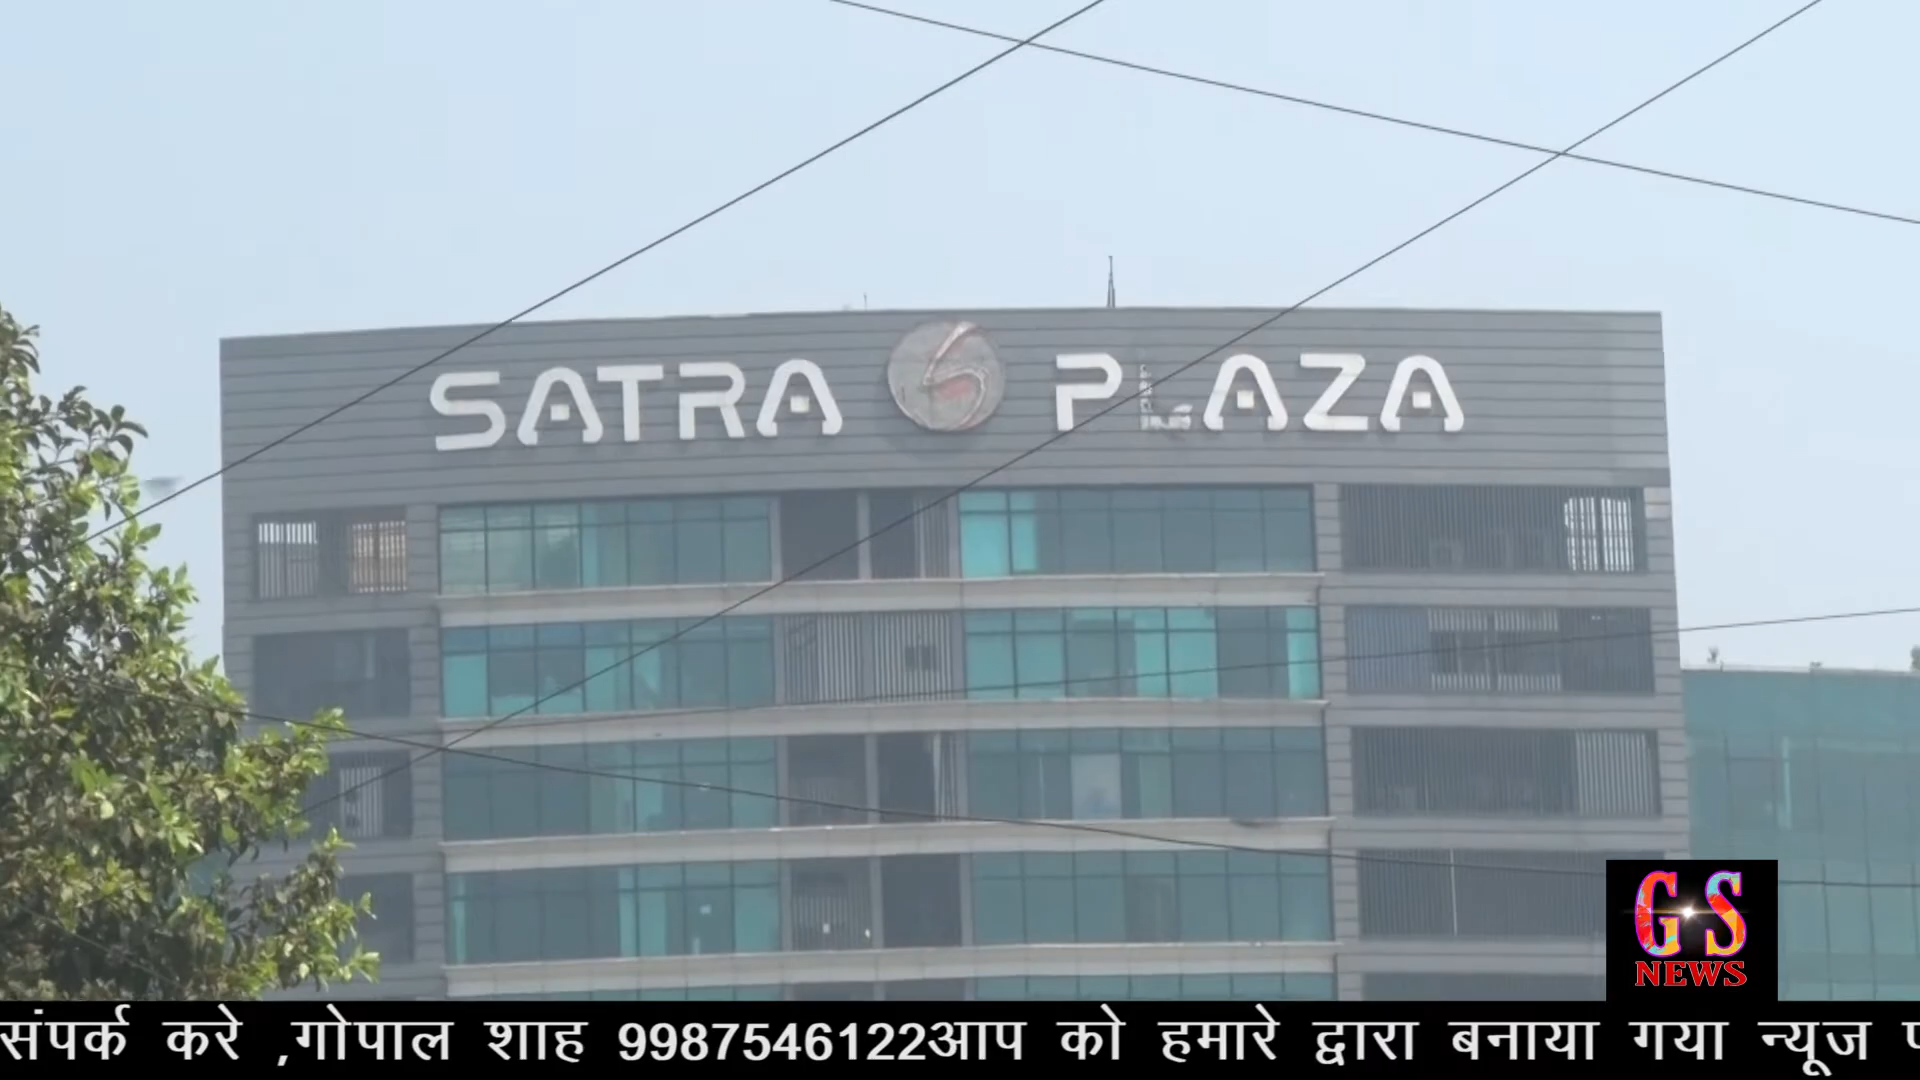 SATRA PLAZA
GS
NEWS
संपर्क करे ,गोपाल शाह 9987546122आप को हमारे द्वारा बनाया गया न्यूज